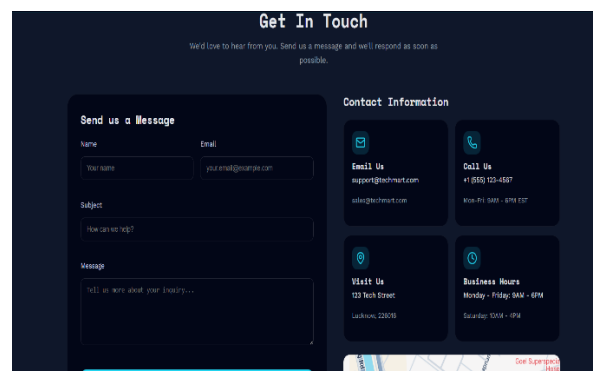 Get In Touch
We'd love to hear from you. Send us a message and we'll respond as soon as
possible.
Send us a Message
Name
Email
Your name
your.email@example.com
Subject
How can we help?
Message
Tell us more about your inquiry...
Contact Information
Email Us
support@techmart.com
sales@techmart.com
Call Us
+1 (555) 123-4567
Mon-Fri: 9AM - 6PM EST
Visit Us
123 Tech Street
Lucknow, 226016
Business Hours
Monday - Friday: 9AM - 6PM
Saturday: 10AM - 4PM